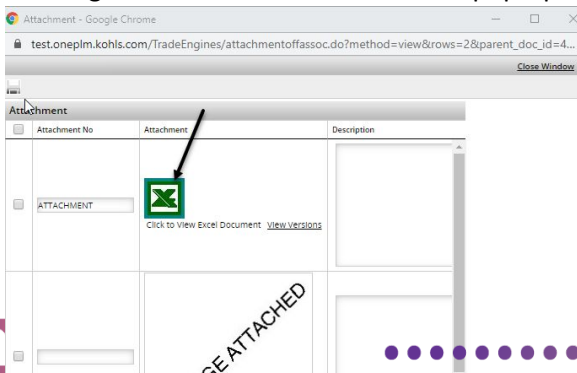 Attachment - Google Chrome
test.oneplm.kohls.com/TradeEngines/attachmentoffassoc.do?method=view&rows=2&parent_doc_id=4...
Close Window
Attachment
Attachment No Attachment Description
ATTACHMENT
Click to View Excel Document View Versions
GE ATTACHED